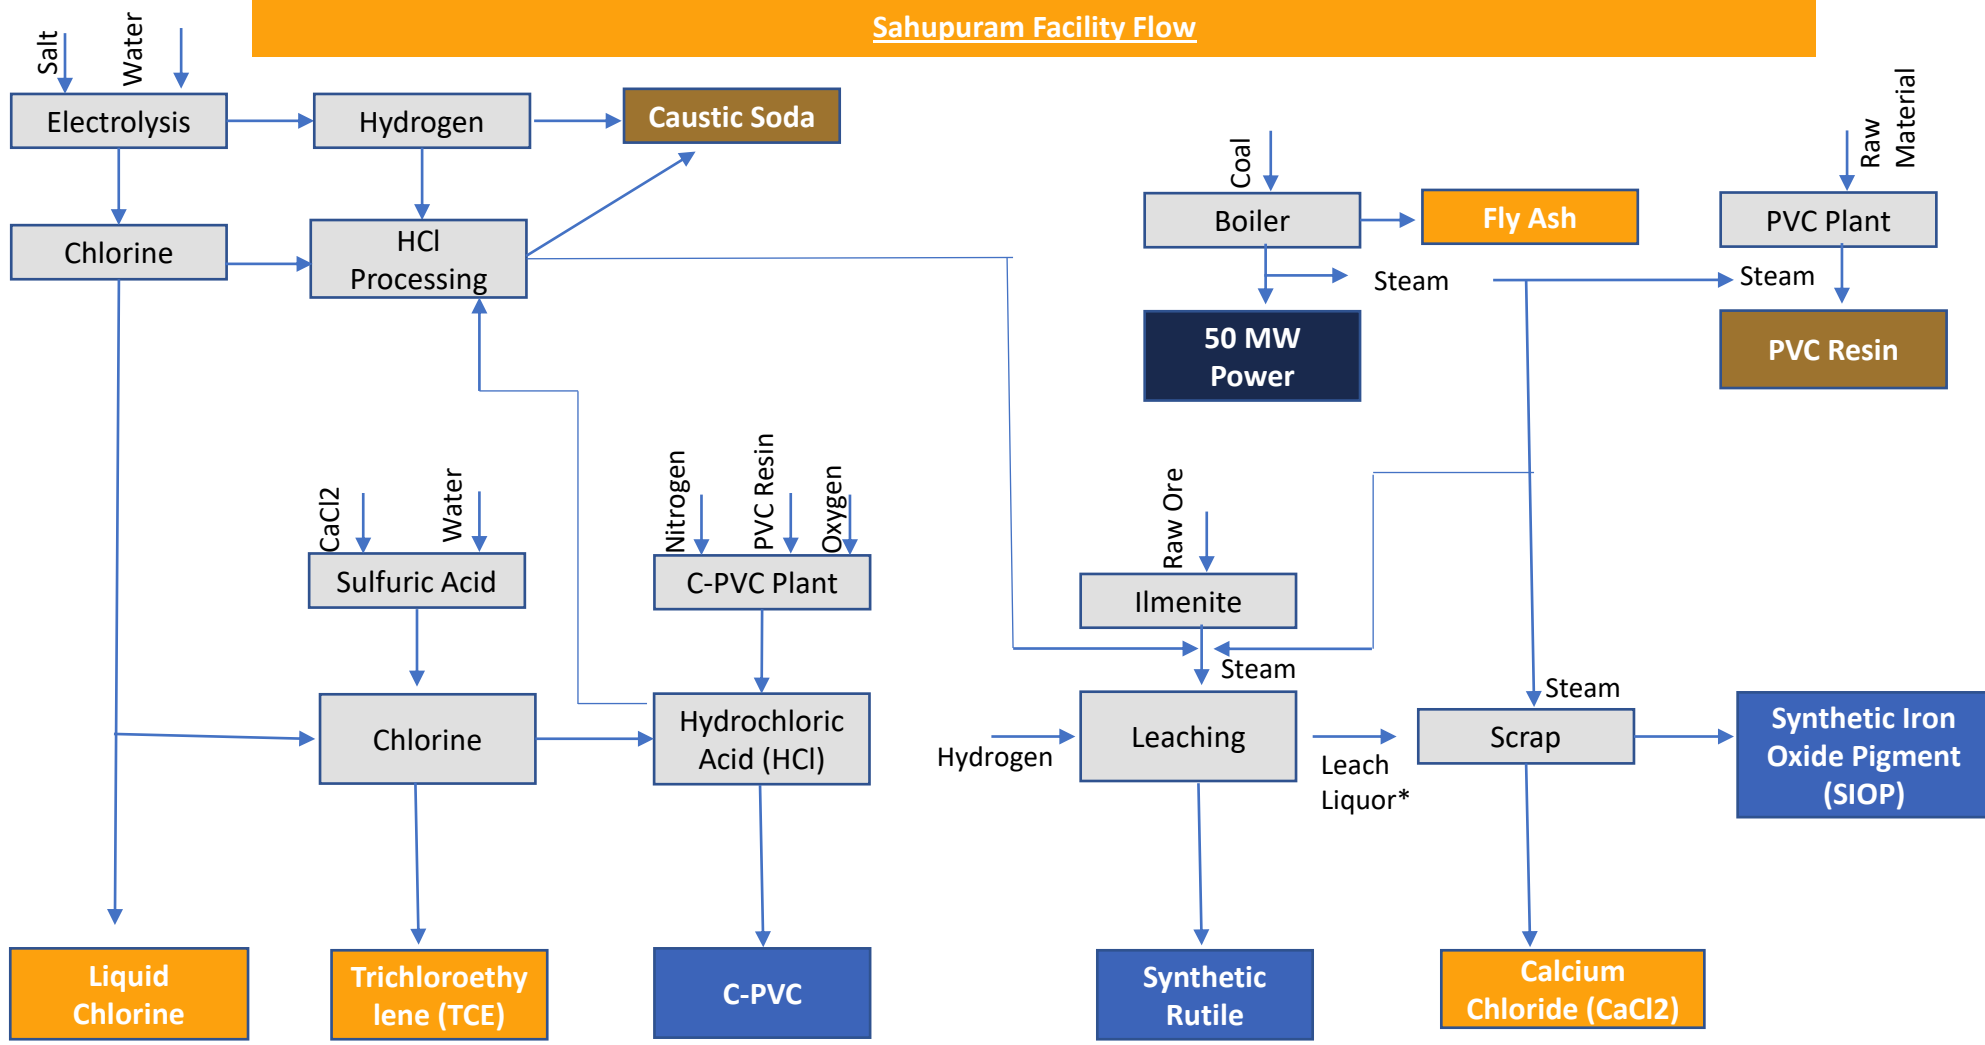 Sahupuram Facility Flow
Salt
Water
Electrolysis
Hydrogen
Caustic Soda
Coal
Raw
Material
Chlorine
HCl
Processing
Boiler
Fly Ash
PVC Plant
Steam
Steam
50 MW
Power
PVC Resin
CaCl2
Water
Nitrogen
PVC Resin
Oxygen
Raw Ore
Sulfuric Acid
C-PVC Plant
Ilmenite
Steam
Steam
Chlorine
Hydrochloric
Acid (HCl)
Hydrogen
Leaching
Leach
Liquor*
Scrap
Synthetic Iron
Oxide Pigment
(SIOP)
Liquid
Chlorine
Trichloroethy
lene (TCE)
C-PVC
Synthetic
Rutile
Calcium
Chloride (CaCl2)